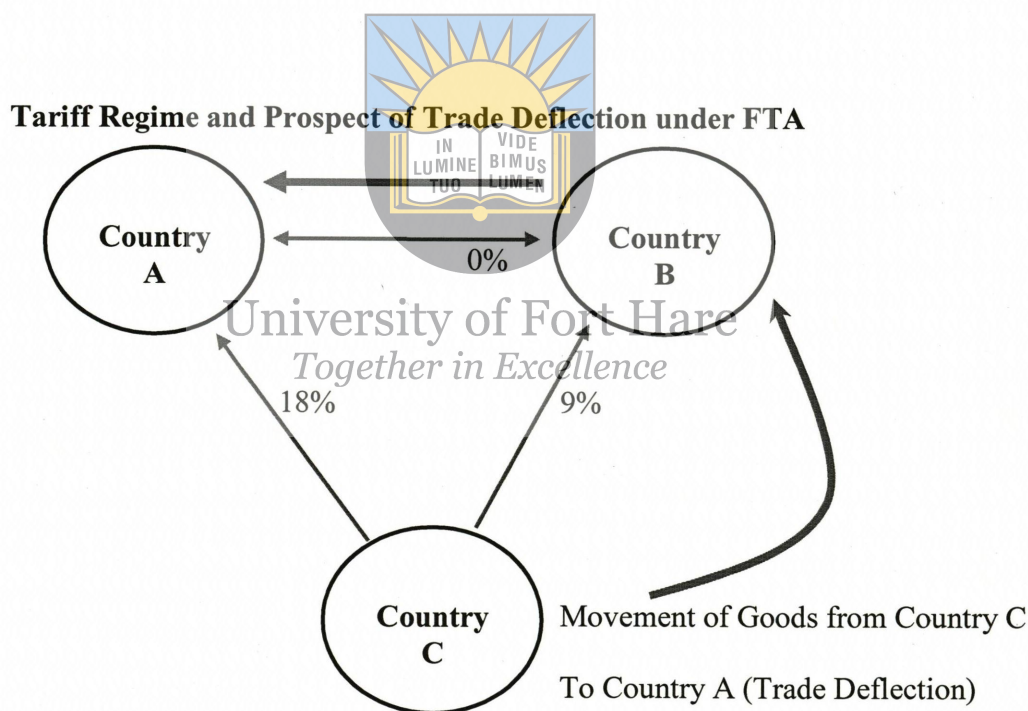 Tariff Regime and Prospect of Trade Deflection under FTA
IN
LUMINE
TUO
VIDE
BIMUS
LUMEN
Country
A
0%
Country
B
University of Fort Hare
Together in Excellence
18%
9%
Country
C
Movement of Goods from Country C
To Country A (Trade Deflection)